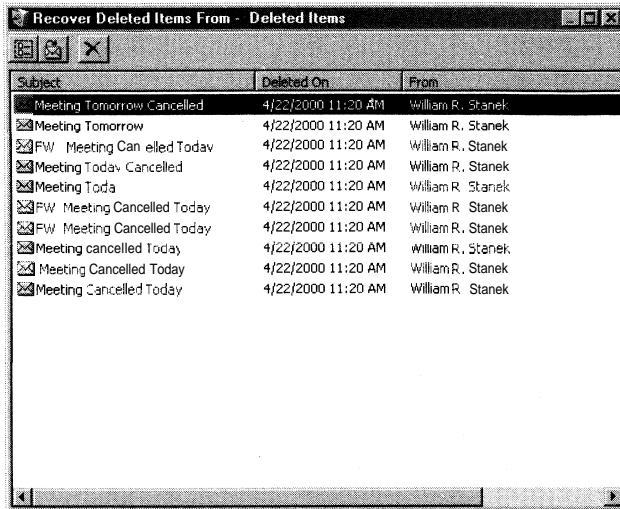 Recover Deleted Items From - Deleted Items
Subject Deleted On From
Meeting Tomorrow Cancelled 4/22/2000 11:20 AM William R. Stanek
Meeting Tomorrow 4/22/2000 11:20 AM William R. Stanek
FW Meeting Can elled Today 4/22/2000 11:20 AM William R. Stanek
Meeting Today Cancelled 4/22/2000 11:20 AM William R. Stanek
Meeting Toda 4/22/2000 11:20 AM William R Stanek
FW Meeting Cancelled Today 4/22/2000 11:20 AM William R Stanek
FW Meeting Cancelled Today 4/22/2000 11:20 AM William R. Stanek
Meeting cancelled Today 4/22/2000 11:20 AM William R. Stanek
Meeting Cancelled Today 4/22/2000 11:20 AM William R. Stanek
Meeting Cancelled Today 4/22/2000 11:20 AM William R Stanek